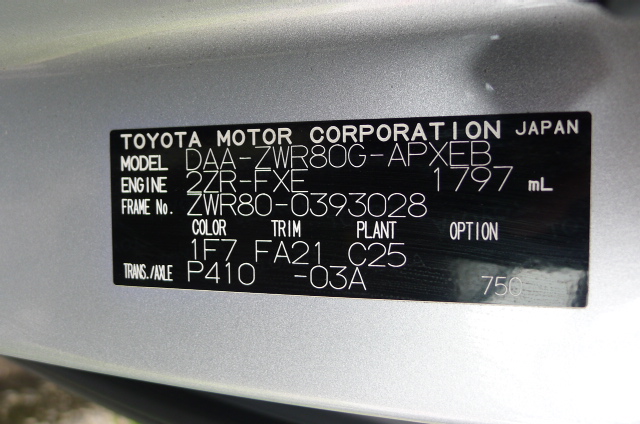 TOYOTA MOTOR CORPORATION JAPAN
MODEL DAA-ZWR80G-APXEB
ENGINE 2ZR-FXE 1797 mL
FRAME No. ZWR80-0393028
COLOR TRIM PLANT OPTION
1F7 FA21 C25
TRANS./AXLE P410 -03A 750